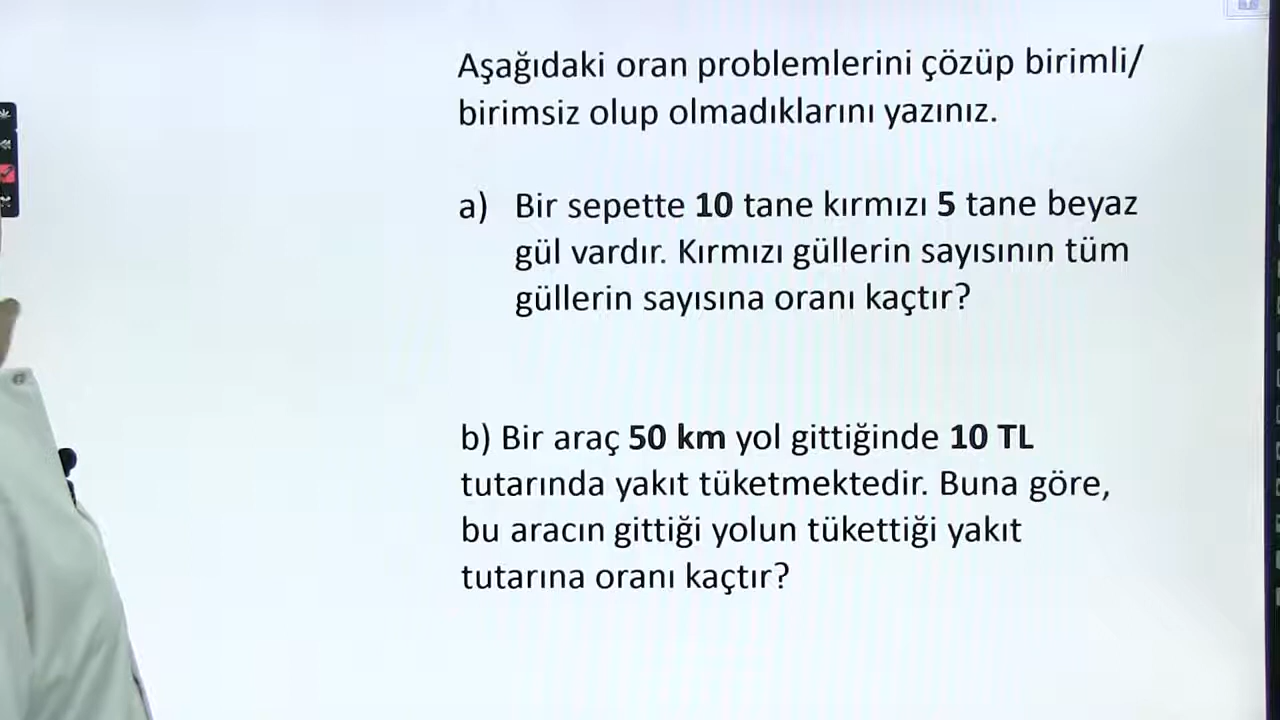 Aşağıdaki oran problemlerini çözüp birimli/
birimsiz olup olmadıklarını yazınız.
a) Bir sepette 10 tane kırmızı 5 tane beyaz
gül vardır. Kırmızı güllerin sayısının tüm
güllerin sayısına oranı kaçtır?
b) Bir araç 50 km yol gittiğinde 10 TL
tutarında yakıt tüketmektedir. Buna göre,
bu aracın gittiği yolun tükettiği yakıt
tutarına oranı kaçtır?